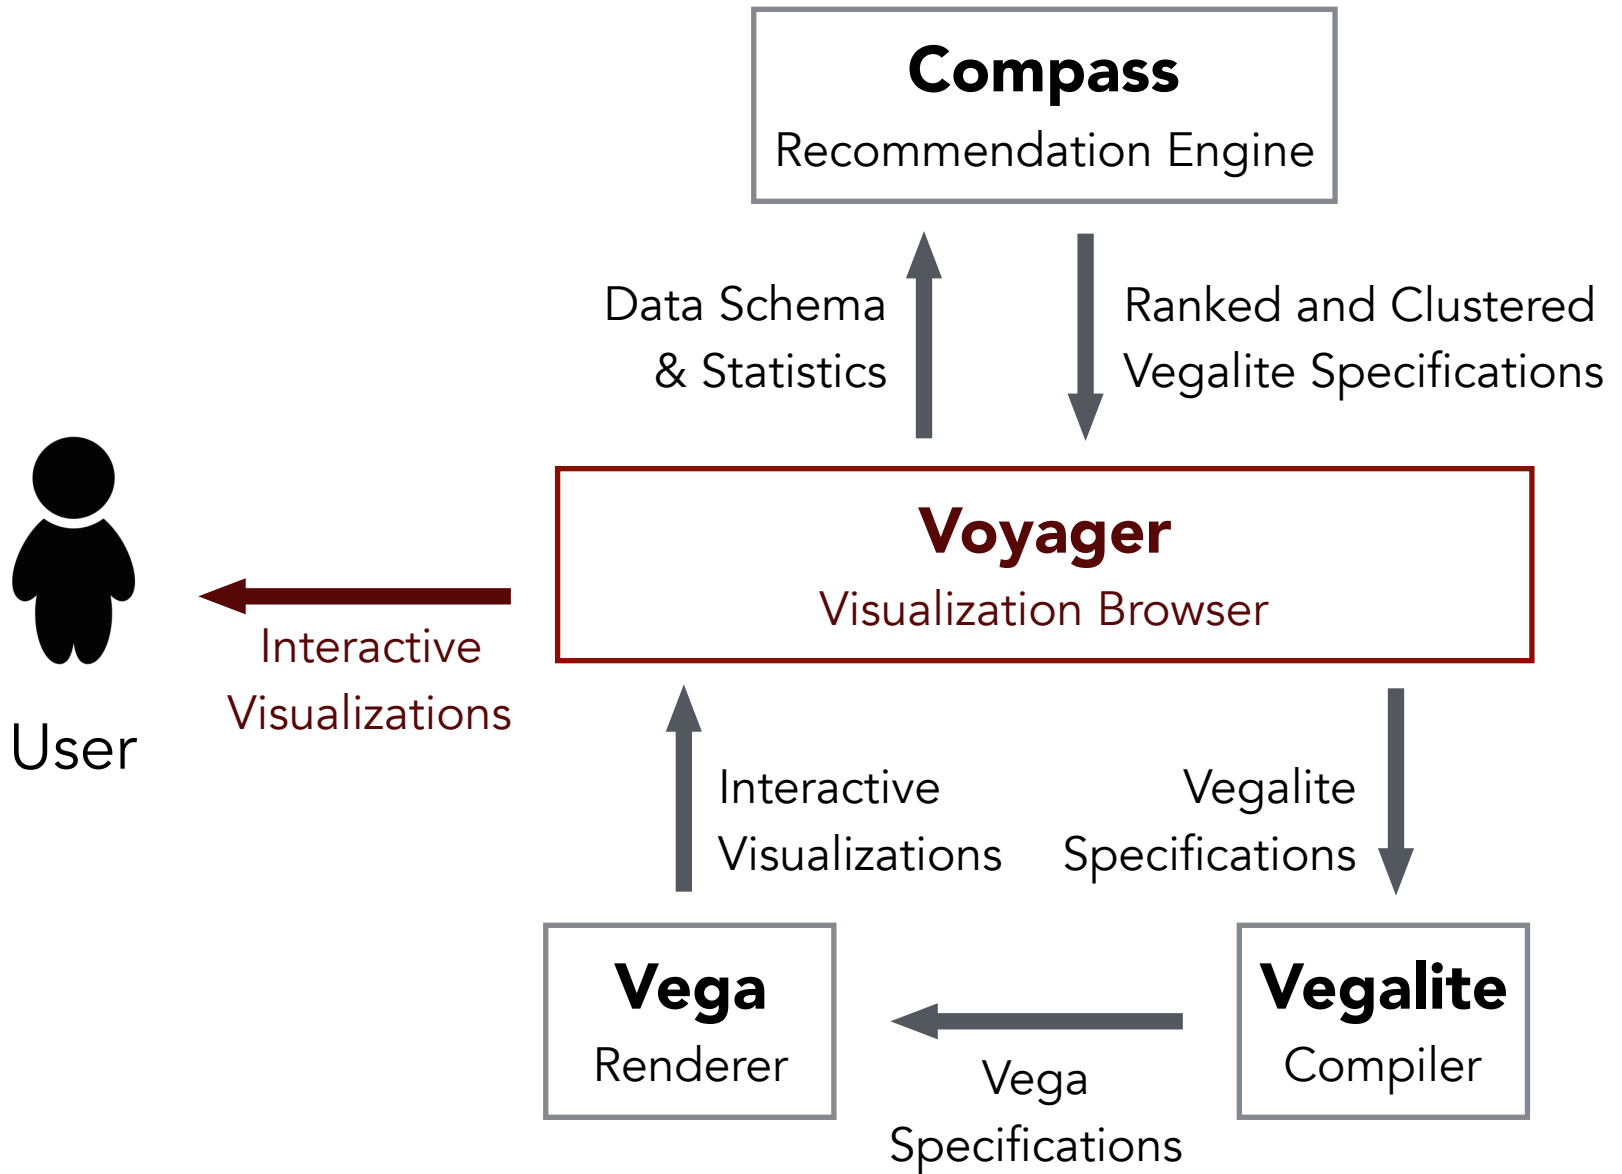 Compass
Recommendation Engine
Data Schema
& Statistics
Ranked and Clustered
Vegalite Specifications
Voyager
Visualization Browser
Interactive
Visualizations
User
Interactive
Visualizations
Vegalite
Specifications
Vega
Renderer
Vega
Specifications
Vegalite
Compiler